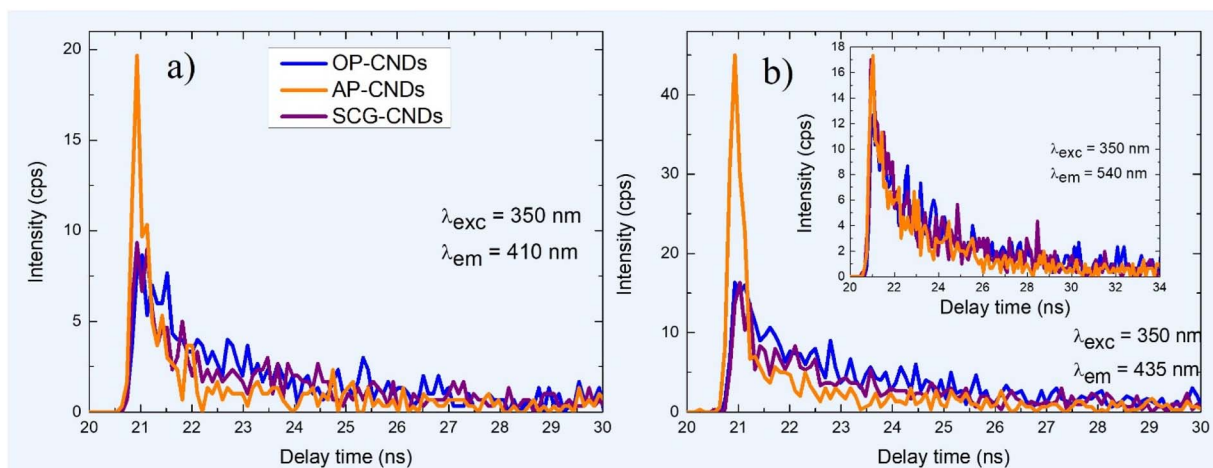 a)
OP-CNDs
AP-CNDs
SCG-CNDs
λexc = 350 nm
λem = 410 nm
Intensity (cps)
20
15
10
5
0
20 21 22 23 24 25 26 27 28 29 30
Delay time (ns)
b)
Intensity (cps)
40
30
20
10
0
20 21 22 23 24 25 26 27 28 29 30
Delay time (ns)
λexc = 350 nm
λem = 435 nm
Intensity (cps)
18
16
14
12
10
8
6
4
2
0
20 22 24 26 28 30 32 34
Delay time (ns)
λexc = 350 nm
λem = 540 nm